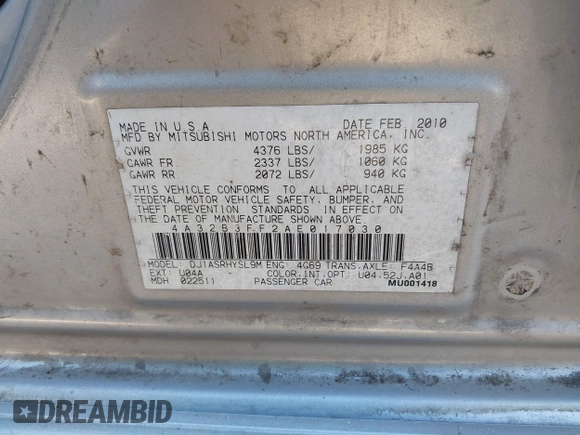 MADE IN U.S.A DATE FEB 2010
MFD BY MITSUBISHI MOTORS NORTH AMERICA, INC.
GVWR 4376 LBS/ 1985 KG
CAWR FR 2337 LBS/ 1060 KG
GAWR RR 2072 LBS/ 940 KG
THIS VEHICLE CONFORMS TO ALL APPLICABLE
FEDERAL MOTOR VEHICLE SAFETY, BUMPER, AND
THEFT PREVENTION STANDARDS IN EFFECT ON
THE DATE OF MANUFACTURE SHOWN ABOVE
4A32B3FF2AE017030
MODEL: DJ1ASRHYSL9M ENG 4G69 TRANS.AXLE: F4A4B
EXT: U04A COLOR.INT.OPT: U04.52J.A01
MDH 022511 PASSENGER CAR MU001418
DREAMBID